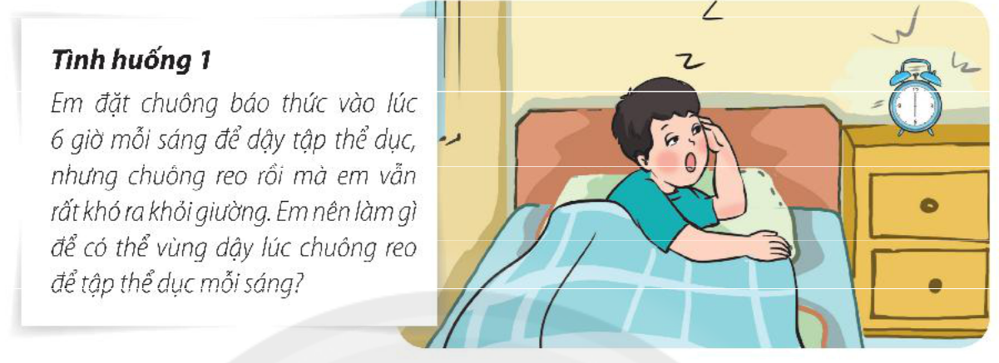 Tình huống 1
Em đặt chuông báo thức vào lúc
6 giờ mỗi sáng để dậy tập thể dục,
nhưng chuông reo rồi mà em vẫn
rất khó ra khỏi giường. Em nên làm gì
để có thể vùng dậy lúc chuông reo
để tập thể dục mỗi sáng?
z
z